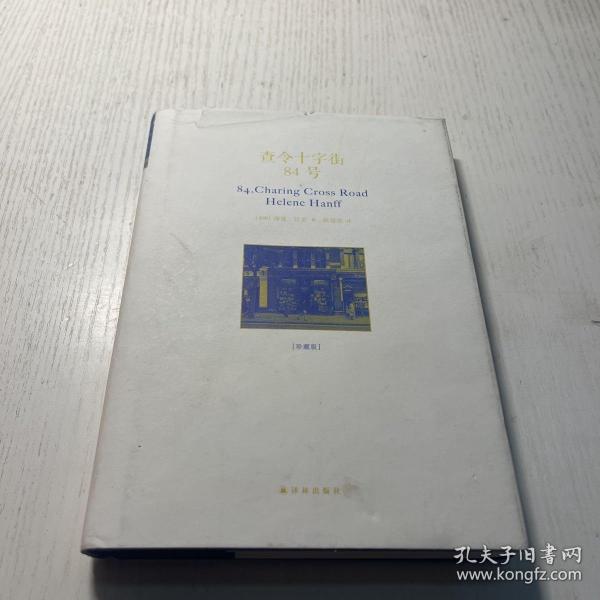 查令十字街
84号
84,Charing Cross Road
Helene Hanff
[珍藏版]
译林出版社
孔夫子旧书网
www.kongfz.com